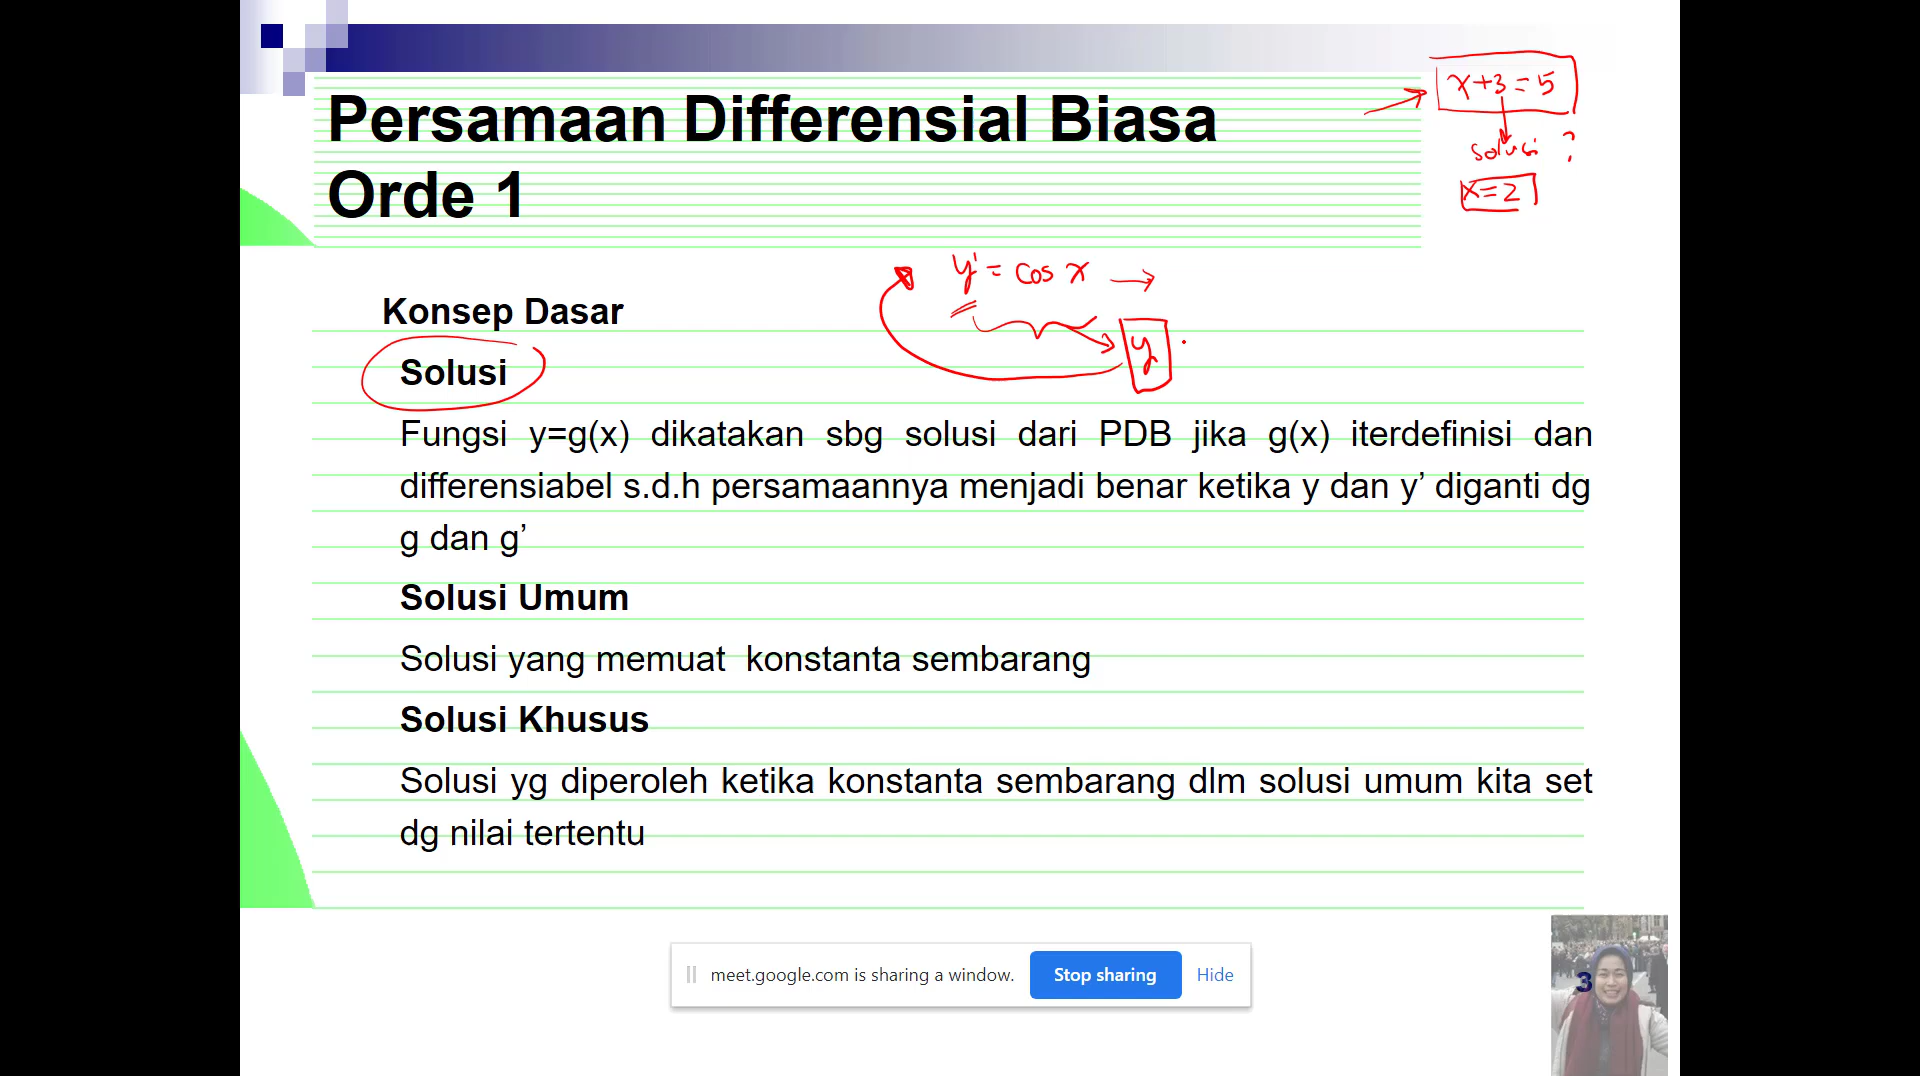 Persamaan Differensial Biasa
Orde 1
x+3=5
solusi ?
x=2
y' = cos x →
y
Konsep Dasar
Solusi
Fungsi y=g(x) dikatakan sbg solusi dari PDB jika g(x) iterdefinisi dan
differensiabel s.d.h persamaannya menjadi benar ketika y dan y’ diganti dg
g dan g’
Solusi Umum
Solusi yang memuat konstanta sembarang
Solusi Khusus
Solusi yg diperoleh ketika konstanta sembarang dlm solusi umum kita set
dg nilai tertentu
meet.google.com is sharing a window. Stop sharing Hide
3